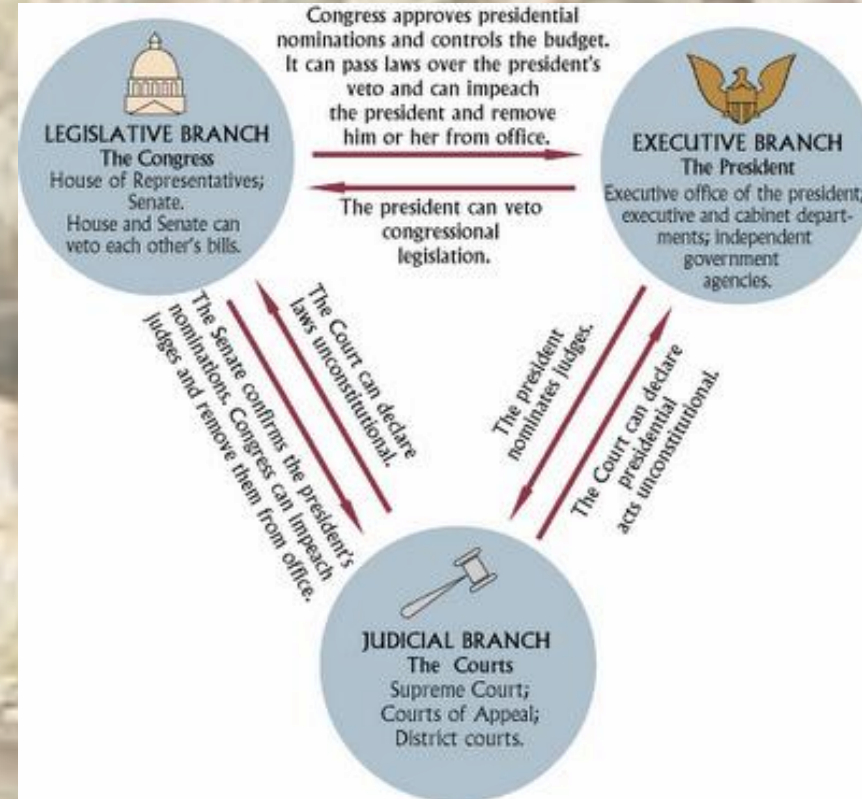 Congress approves presidential
nominations and controls the budget.
It can pass laws over the president's
veto and can impeach
the president and remove
him or her from office.
LEGISLATIVE BRANCH
The Congress
House of Representatives;
Senate.
House and Senate can
veto each other's bills.
EXECUTIVE BRANCH
The President
Executive office of the president;
executive and cabinet depart-
ments; independent
government
agencies.
The president can veto
congressional
legislation.
The Senate confirms the president's
nominations. Congress can impeach
judges and remove them from office.
The Court can declare
laws unconstitutional.
The president
nominates judges.
The Court can declare
presidential
acts unconstitutional.
JUDICIAL BRANCH
The Courts
Supreme Court;
Courts of Appeal;
District courts.